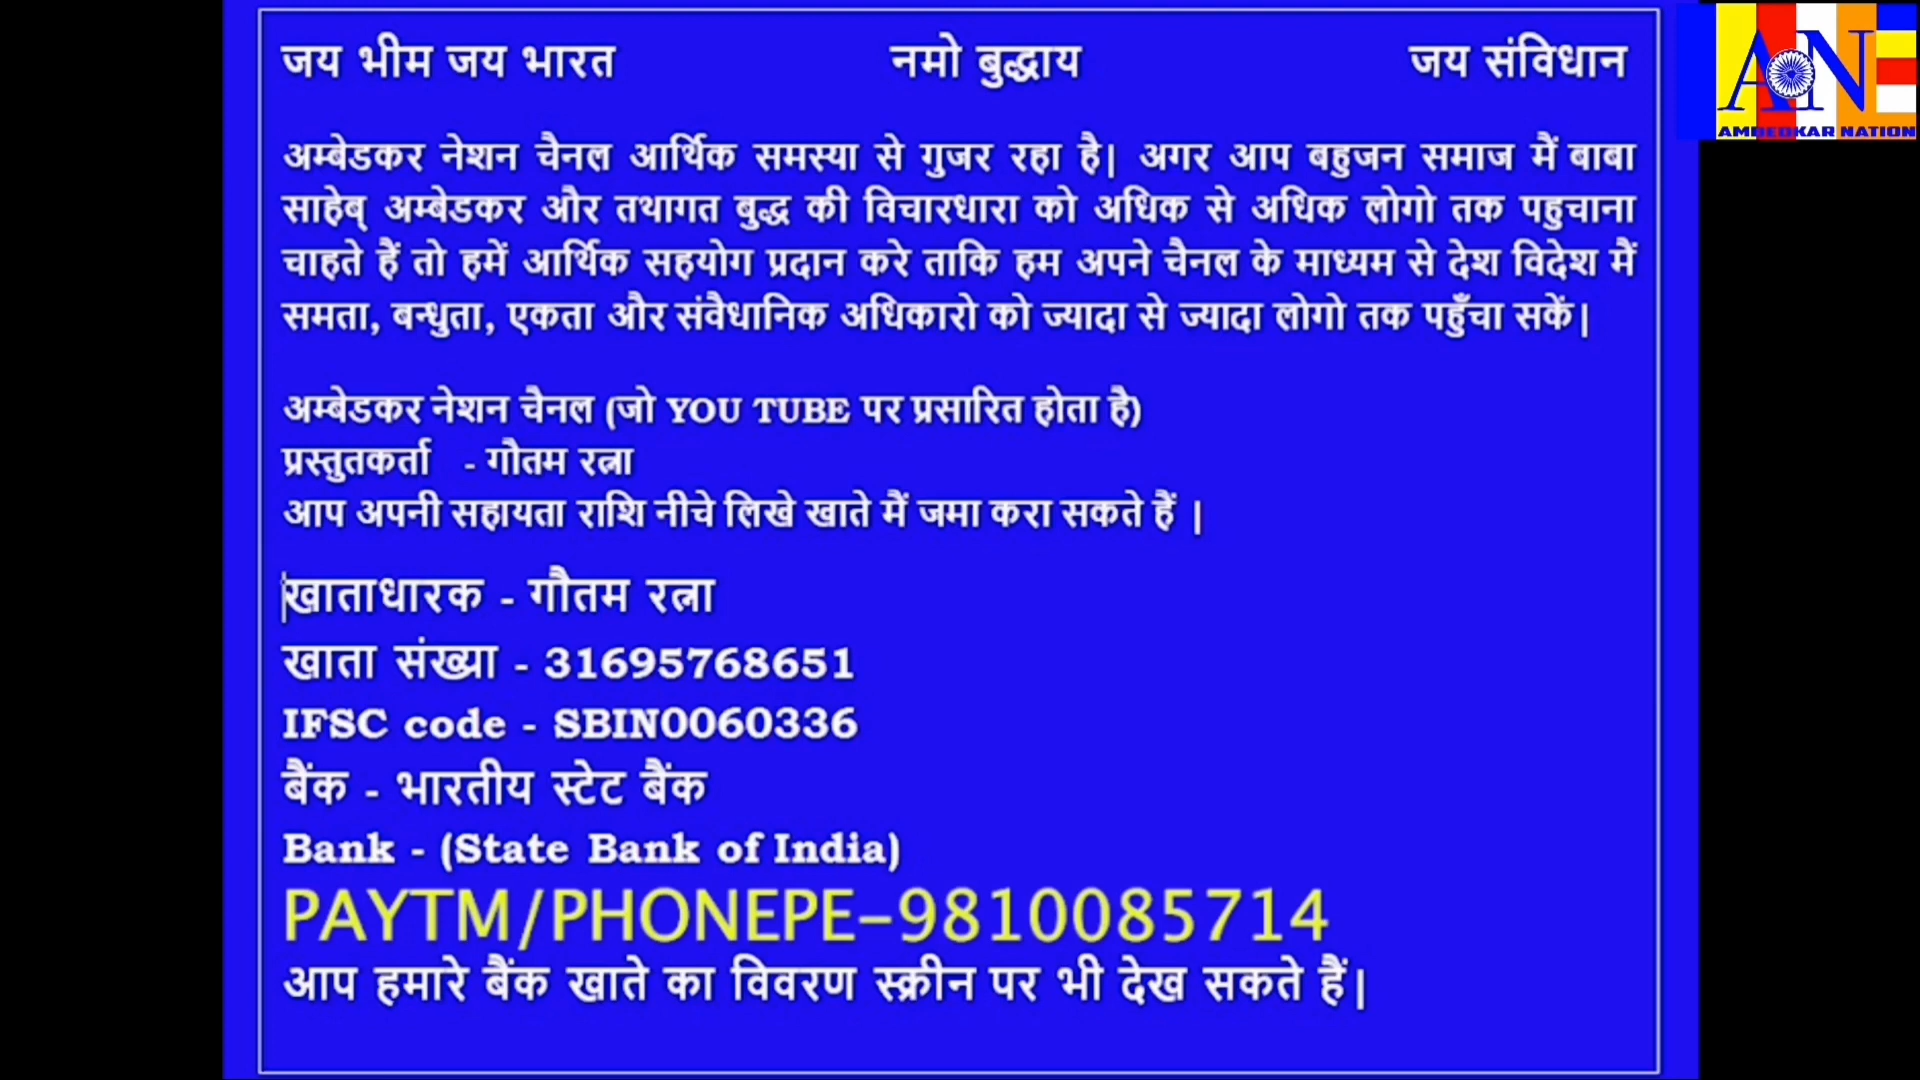 जय भीम जय भारत नमो बुद्धाय जय संविधान
AN
AMBEDKAR NATION
अम्बेडकर नेशन चैनल आर्थिक समस्या से गुजर रहा है| अगर आप बहुजन समाज मैं बाबा
साहेब् अम्बेडकर और तथागत बुद्ध की विचारधारा को अधिक से अधिक लोगो तक पहुचाना
चाहते हैं तो हमें आर्थिक सहयोग प्रदान करे ताकि हम अपने चैनल के माध्यम से देश विदेश मैं
समता, बन्धुता, एकता और संवैधानिक अधिकारो को ज्यादा से ज्यादा लोगो तक पहुँचा सकें|
अम्बेडकर नेशन चैनल (जो YOU TUBE पर प्रसारित होता है)
प्रस्तुतकर्ता - गौतम रत्ना
आप अपनी सहायता राशि नीचे लिखे खाते मैं जमा करा सकते हैं |
खाताधारक - गौतम रत्ना
खाता संख्या - 31695768651
IFSC code - SBIN0060336
बैंक - भारतीय स्टेट बैंक
Bank - (State Bank of India)
PAYTM/PHONEPE-9810085714
आप हमारे बैंक खाते का विवरण स्क्रीन पर भी देख सकते हैं|